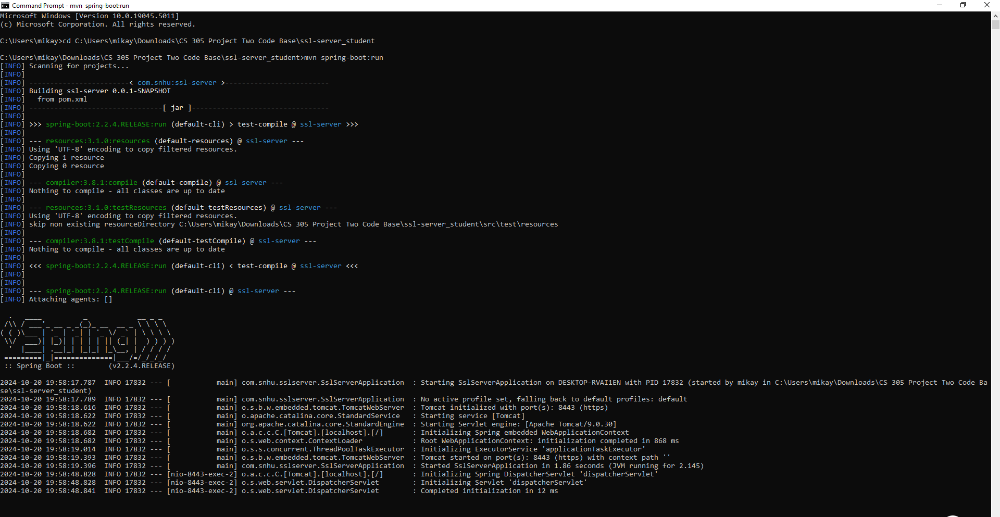 Command Prompt - mvn  spring-boot:run
Microsoft Windows [Version 10.0.19045.5011]
(c) Microsoft Corporation. All rights reserved.
C:\Users\mikay>cd C:\Users\mikay\Downloads\CS 305 Project Two Code Base\ssl-server_student
C:\Users\mikay\Downloads\CS 305 Project Two Code Base\ssl-server_student>mvn spring-boot:run
[INFO] Scanning for projects...
[INFO]
[INFO] ------------------------< com.snhu:ssl-server >-------------------------
[INFO] Building ssl-server 0.0.1-SNAPSHOT
[INFO]   from pom.xml
[INFO] --------------------------------[ jar ]---------------------------------
[INFO]
[INFO] >>> spring-boot:2.2.4.RELEASE:run (default-cli) > test-compile @ ssl-server >>>
[INFO]
[INFO] --- resources:3.1.0:resources (default-resources) @ ssl-server ---
[INFO] Using 'UTF-8' encoding to copy filtered resources.
[INFO] Copying 1 resource
[INFO] Copying 0 resource
[INFO]
[INFO] --- compiler:3.8.1:compile (default-compile) @ ssl-server ---
[INFO] Nothing to compile - all classes are up to date
[INFO]
[INFO] --- resources:3.1.0:testResources (default-testResources) @ ssl-server ---
[INFO] Using 'UTF-8' encoding to copy filtered resources.
[INFO] skip non existing resourceDirectory C:\Users\mikay\Downloads\CS 305 Project Two Code Base\ssl-server_student\src\test\resources
[INFO]
[INFO] --- compiler:3.8.1:testCompile (default-testCompile) @ ssl-server ---
[INFO] Nothing to compile - all classes are up to date
[INFO]
[INFO] <<< spring-boot:2.2.4.RELEASE:run (default-cli) < test-compile @ ssl-server <<<
[INFO]
[INFO]
[INFO] --- spring-boot:2.2.4.RELEASE:run (default-cli) @ ssl-server ---
[INFO] Attaching agents: []
  .   ____          _            __ _ _
 /\\ / ___'_ __ _ _(_)_ __  __ _ \ \ \ \
( ( )\___ | '_ | '_| | '_ \/ _` | \ \ \ \
 \\/  ___)| |_)| | | | | || (_| |  ) ) ) )
  '  |____| .__|_| |_|_| |_\__, | / / / /
 =========|_|==============|___/=/_/_/_/
 :: Spring Boot ::        (v2.2.4.RELEASE)
2024-10-20 19:58:17.787  INFO 17832 --- [           main] com.snhu.sslserver.SslServerApplication  : Starting SslServerApplication on DESKTOP-RVAI1EN with PID 17832 (started by mikay in C:\Users\mikay\Downloads\CS 305 Project Two Code Ba
se\ssl-server_student)
2024-10-20 19:58:17.789  INFO 17832 --- [           main] com.snhu.sslserver.SslServerApplication  : No active profile set, falling back to default profiles: default
2024-10-20 19:58:18.616  INFO 17832 --- [           main] o.s.b.w.embedded.tomcat.TomcatWebServer  : Tomcat initialized with port(s): 8443 (https)
2024-10-20 19:58:18.622  INFO 17832 --- [           main] o.apache.catalina.core.StandardService   : Starting service [Tomcat]
2024-10-20 19:58:18.622  INFO 17832 --- [           main] org.apache.catalina.core.StandardEngine  : Starting Servlet engine: [Apache Tomcat/9.0.30]
2024-10-20 19:58:18.682  INFO 17832 --- [           main] o.a.c.c.C.[Tomcat].[localhost].[/]       : Initializing Spring embedded WebApplicationContext
2024-10-20 19:58:18.682  INFO 17832 --- [           main] o.s.web.context.ContextLoader            : Root WebApplicationContext: initialization completed in 868 ms
2024-10-20 19:58:19.014  INFO 17832 --- [           main] o.s.s.concurrent.ThreadPoolTaskExecutor  : Initializing ExecutorService 'applicationTaskExecutor'
2024-10-20 19:58:19.393  INFO 17832 --- [           main] o.s.b.w.embedded.tomcat.TomcatWebServer  : Tomcat started on port(s): 8443 (https) with context path ''
2024-10-20 19:58:19.396  INFO 17832 --- [           main] com.snhu.sslserver.SslServerApplication  : Started SslServerApplication in 1.86 seconds (JVM running for 2.145)
2024-10-20 19:58:48.828  INFO 17832 --- [nio-8443-exec-2] o.a.c.c.C.[Tomcat].[localhost].[/]       : Initializing Spring DispatcherServlet 'dispatcherServlet'
2024-10-20 19:58:48.828  INFO 17832 --- [nio-8443-exec-2] o.s.web.servlet.DispatcherServlet        : Initializing Servlet 'dispatcherServlet'
2024-10-20 19:58:48.841  INFO 17832 --- [nio-8443-exec-2] o.s.web.servlet.DispatcherServlet        : Completed initialization in 12 ms